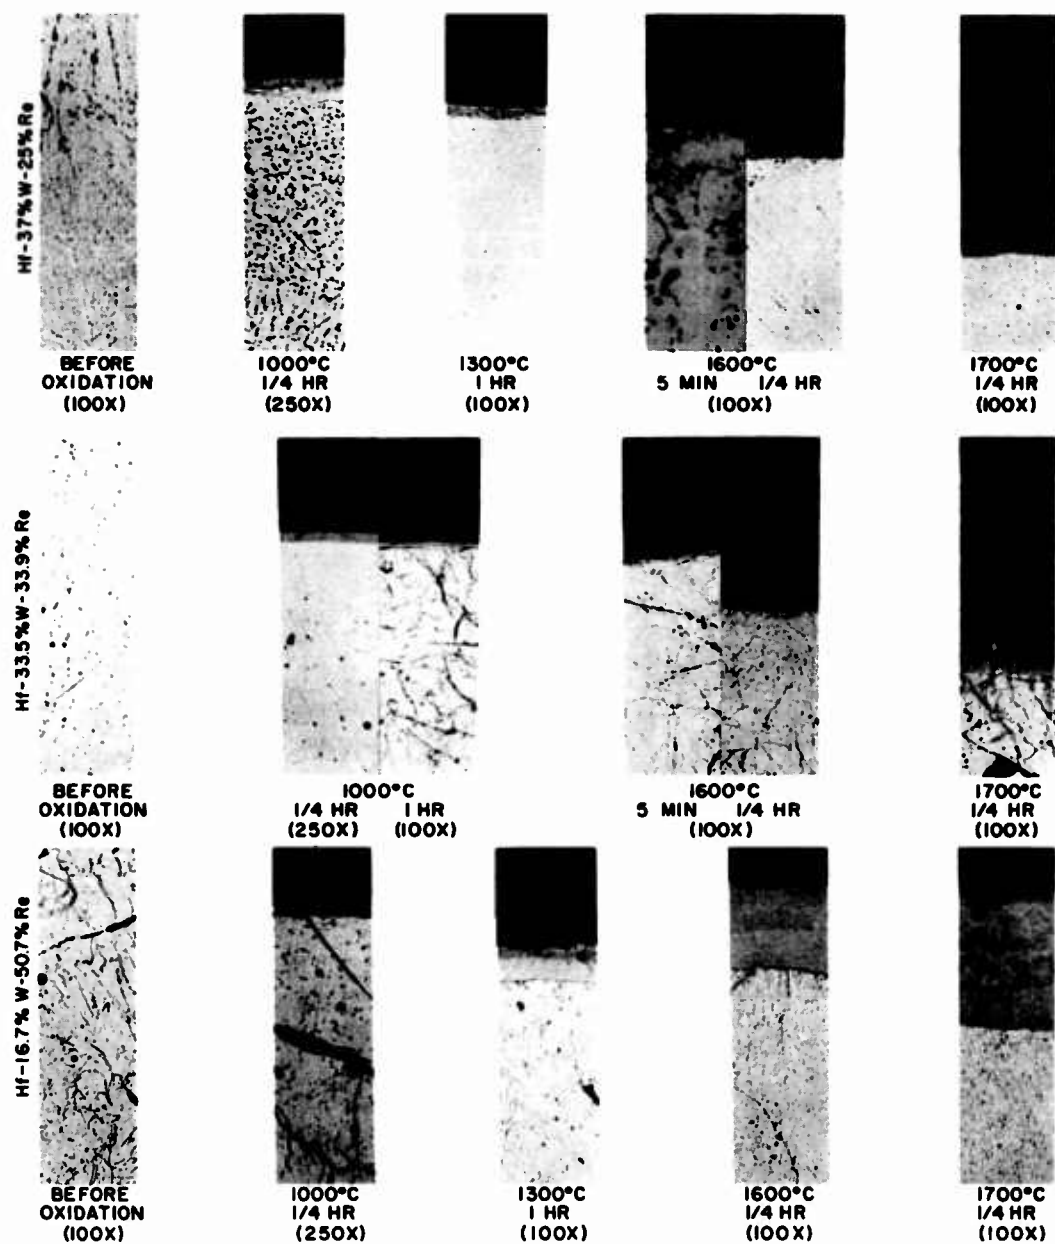 Hf-37%W-25%Re
BEFORE OXIDATION (100X)
1000°C 1/4 HR (250X)
1300°C 1 HR (100X)
1600°C 5 MIN 1/4 HR (100X)
1700°C 1/4 HR (100X)
Hf-33.5%W-33.9%Re
BEFORE OXIDATION (100X)
1000°C 1/4 HR 1 HR (250X) (100X)
1600°C 5 MIN 1/4 HR (100X)
1700°C 1/4 HR (100X)
Hf-16.7%W-50.7%Re
BEFORE OXIDATION (100X)
1000°C 1/4 HR (250X)
1300°C 1 HR (100X)
1600°C 1/4 HR (100X)
1700°C 1/4 HR (100X)